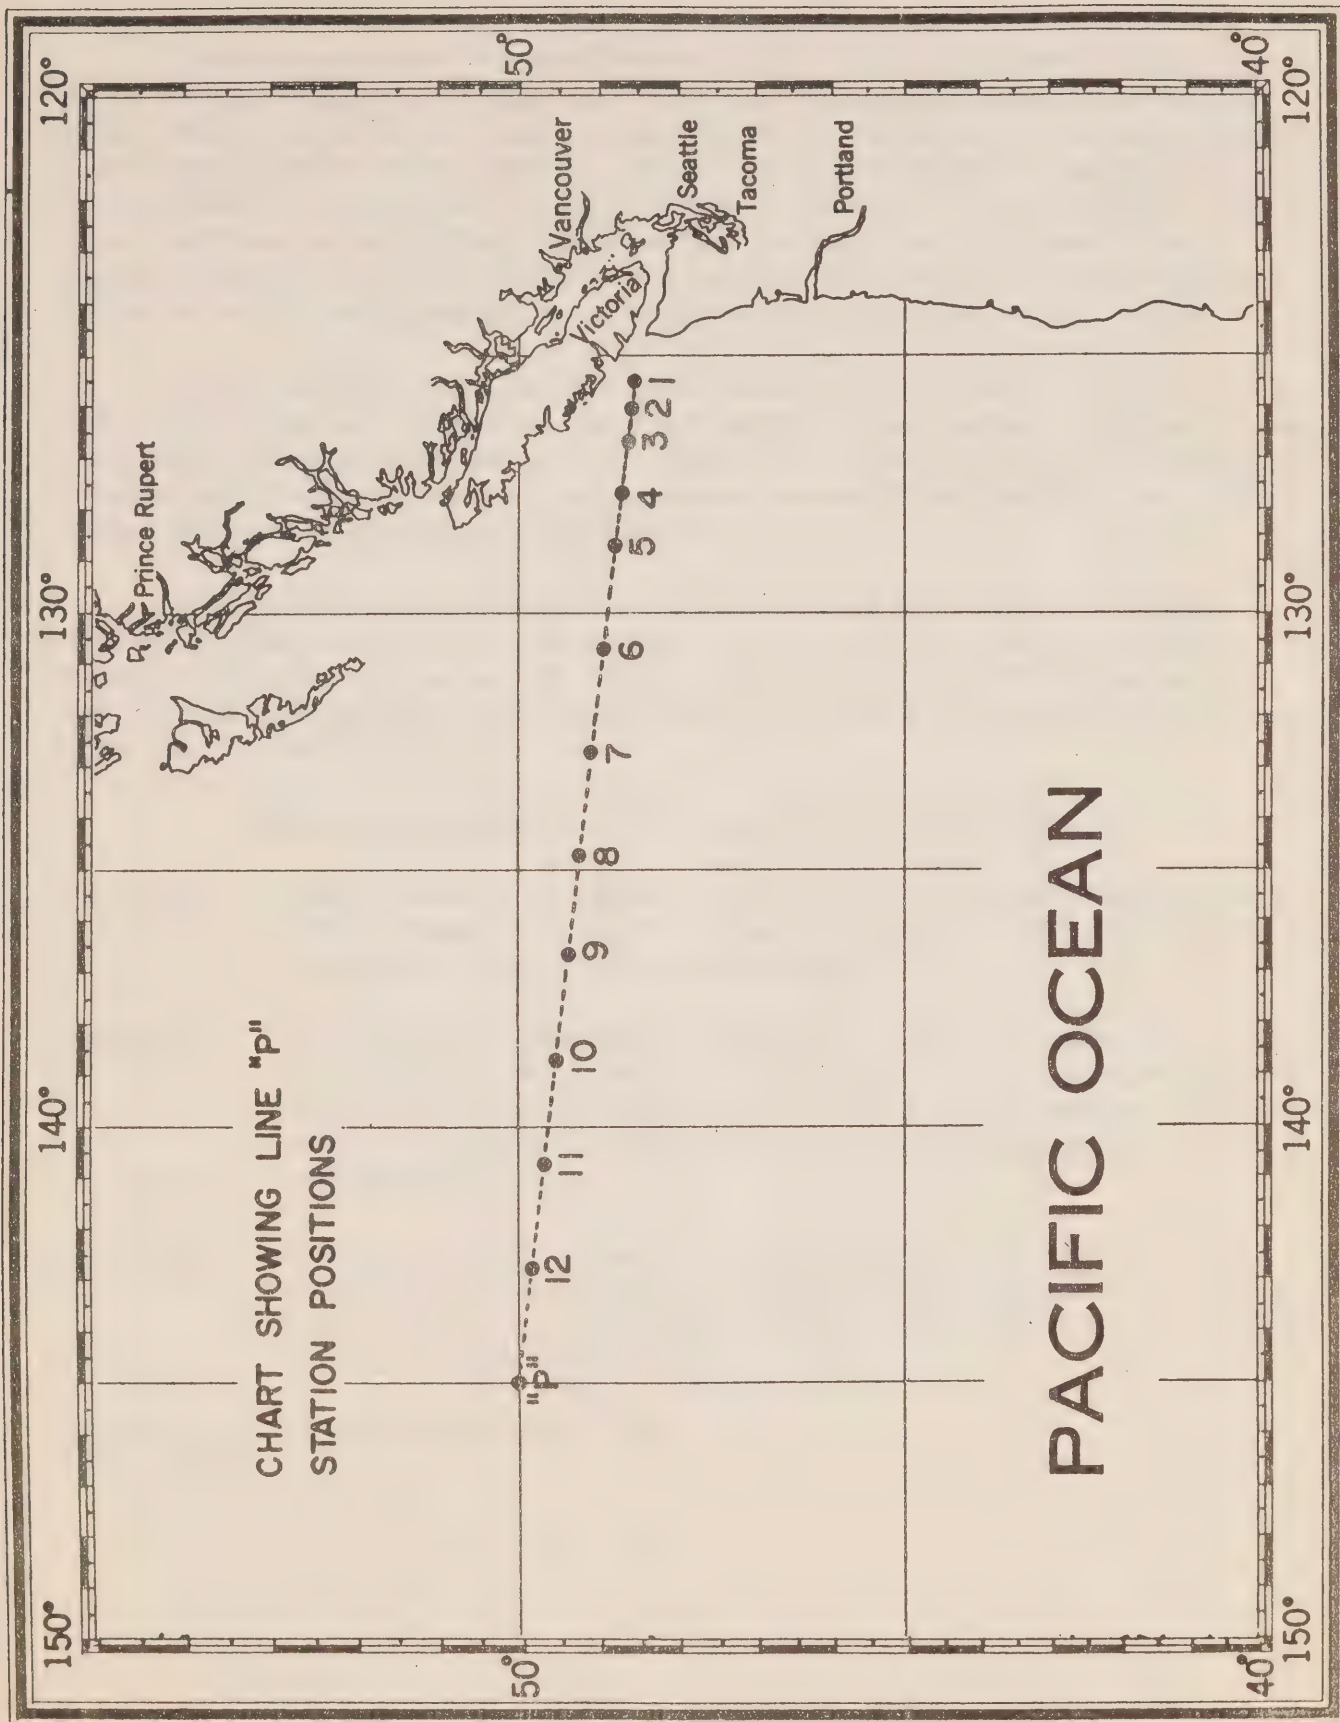 150°
140°
130°
120°
CHART SHOWING LINE "P"
STATION POSITIONS
Prince Rupert
Vancouver
Victoria
Seattle
Tacoma
Portland
50°
50°
"P"
12
11
10
9
8
7
6
5
4
3
2
1
PACIFIC OCEAN
40°
40°
150°
140°
130°
120°